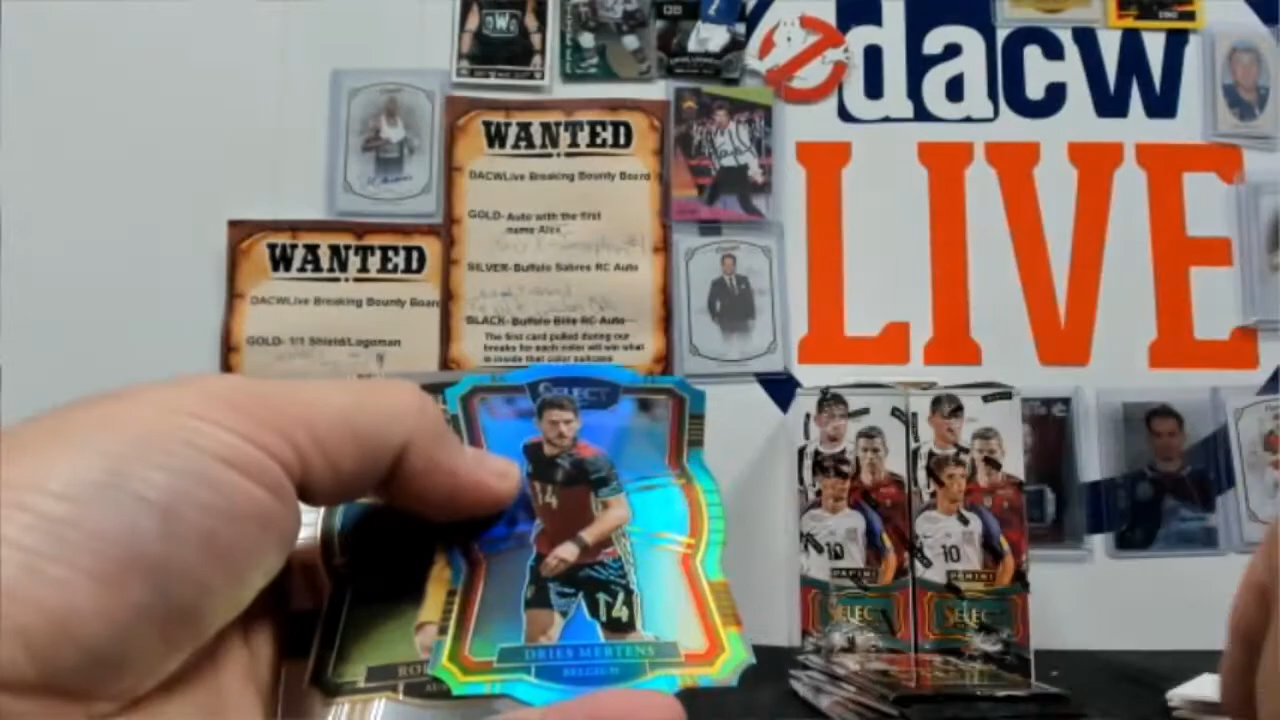 dacw
LIVE
WANTED
DACWLive Breaking Bounty Board
GOLD-Auto with the first
name Alex
SILVER-Buffalo Sabres RC Auto
BLACK-Buffalo Bills RC Auto
The first card pulled during our
breaks for each color will win what
is inside that color suitcase
WANTED
DACWLive Breaking Bounty Board
GOLD- 1/1 Shield/Logoman
SELECT
14
14
DRIES MERTENS
BELGIUM
10
PANINI
SELECT
10
PANINI
SELECT